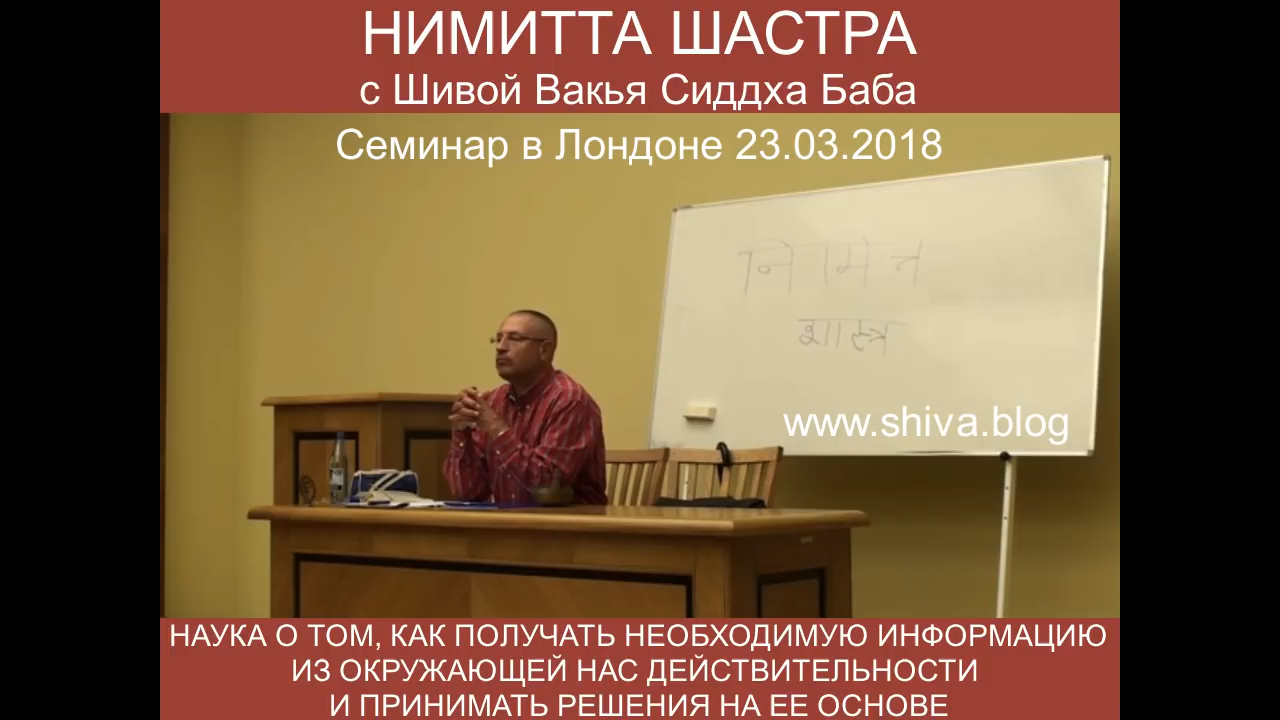 НИМИТТА ШАСТРА
с Шивой Вакья Сиддха Баба
Семинар в Лондоне 23.03.2018
निमित्त
शास्त्र
www.shiva.blog
НАУКА О ТОМ, КАК ПОЛУЧАТЬ НЕОБХОДИМУЮ ИНФОРМАЦИЮ
ИЗ ОКРУЖАЮЩЕЙ НАС ДЕЙСТВИТЕЛЬНОСТИ
И ПРИНИМАТЬ РЕШЕНИЯ НА ЕЕ ОСНОВЕ